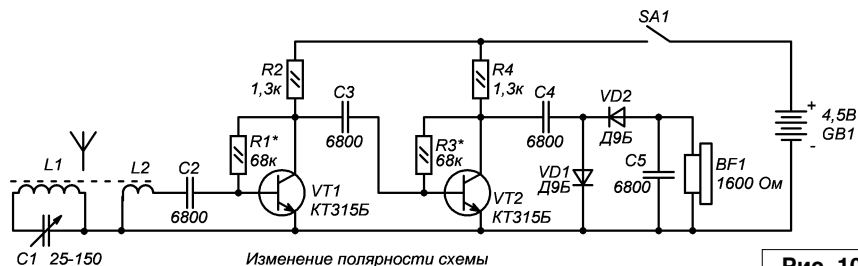 SA1
R2
1,3к
C3
6800
R4
1,3к
C4
6800
VD2
Д9Б
+
4,5В
GB1
-
L1
L2
C2
6800
R1*
68к
VT1
КТ315Б
R3*
68к
VT2
КТ315Б
VD1
Д9Б
C5
6800
BF1
1600 Ом
C1 25-150
Изменение полярности схемы
Рис. 10